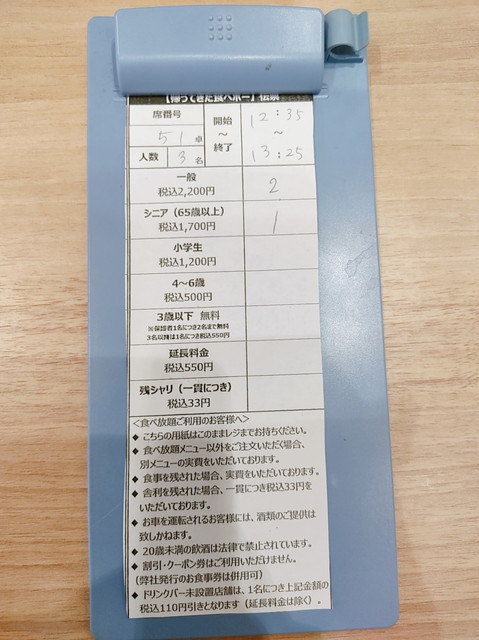 【帰ってきた食べホー】伝票
席番号
51 卓
人数 3 名
開始
～
終了
12:35
～
13:25
一般
税込2,200円
2
シニア（65歳以上）
税込1,700円
1
小学生
税込1,200円
4～6歳
税込500円
3歳以下 無料
※保護者1名につき2名まで無料
3名以降は1名につき税込550円
延長料金
税込550円
残シャリ（一貫につき）
税込33円
＜食べ放題ご利用のお客様へ＞
◆ こちらの用紙はこのままレジまでお持ちください。
◆ 食べ放題メニュー以外をご注文いただく場合、
別メニューの実費をいただいております。
◆ 食事を残された場合、実費をいただいております。
◆ 舎利を残された場合、一貫につき税込33円を
いただいております。
◆ お車を運転されるお客様には、酒類のご提供は
致しかねます。
◆ 20歳未満の飲酒は法律で禁止されています。
◆ 割引・クーポン券はご利用いただけません。
(弊社発行のお食事券は併用可)
◆ ドリンクバー未設置店舗は、1名につき上記金額の
税込110円引きとなります（延長料金は除く）。